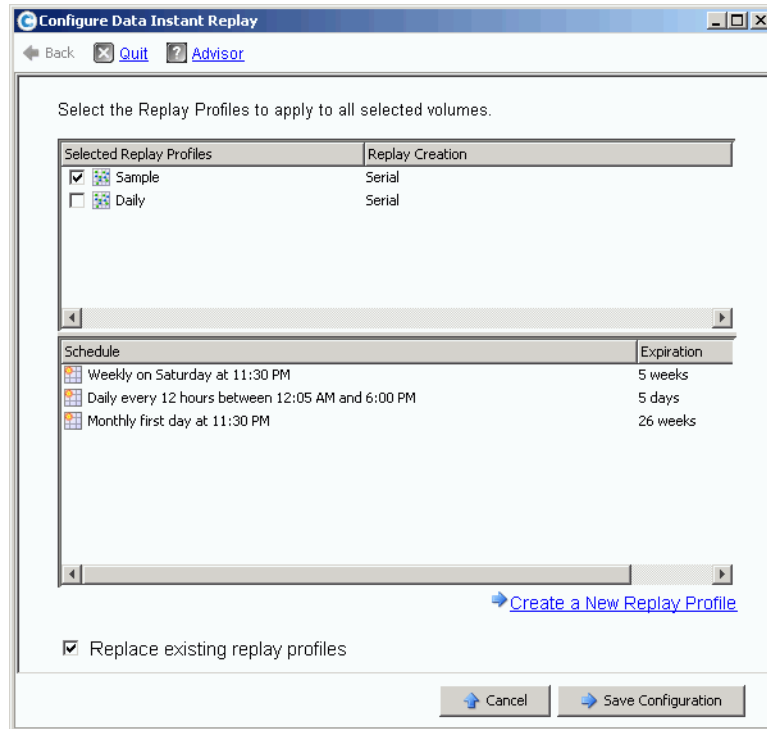 Configure Data Instant Replay
Back Quit ? Advisor
Select the Replay Profiles to apply to all selected volumes.
Selected Replay Profiles Replay Creation
Sample Serial
Daily Serial
Schedule Expiration
Weekly on Saturday at 11:30 PM 5 weeks
Daily every 12 hours between 12:05 AM and 6:00 PM 5 days
Monthly first day at 11:30 PM 26 weeks
Create a New Replay Profile
Replace existing replay profiles
Cancel Save Configuration